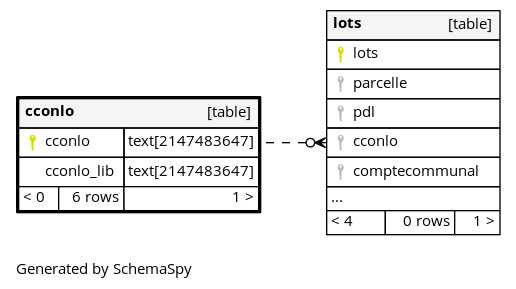 cconlo [table]
cconlo text[2147483647]
cconlo_lib text[2147483647]
< 0 6 rows 1 >
lots [table]
lots
parcelle
pdl
cconlo
comptecommunal
...
< 4 0 rows 1 >
Generated by SchemaSpy